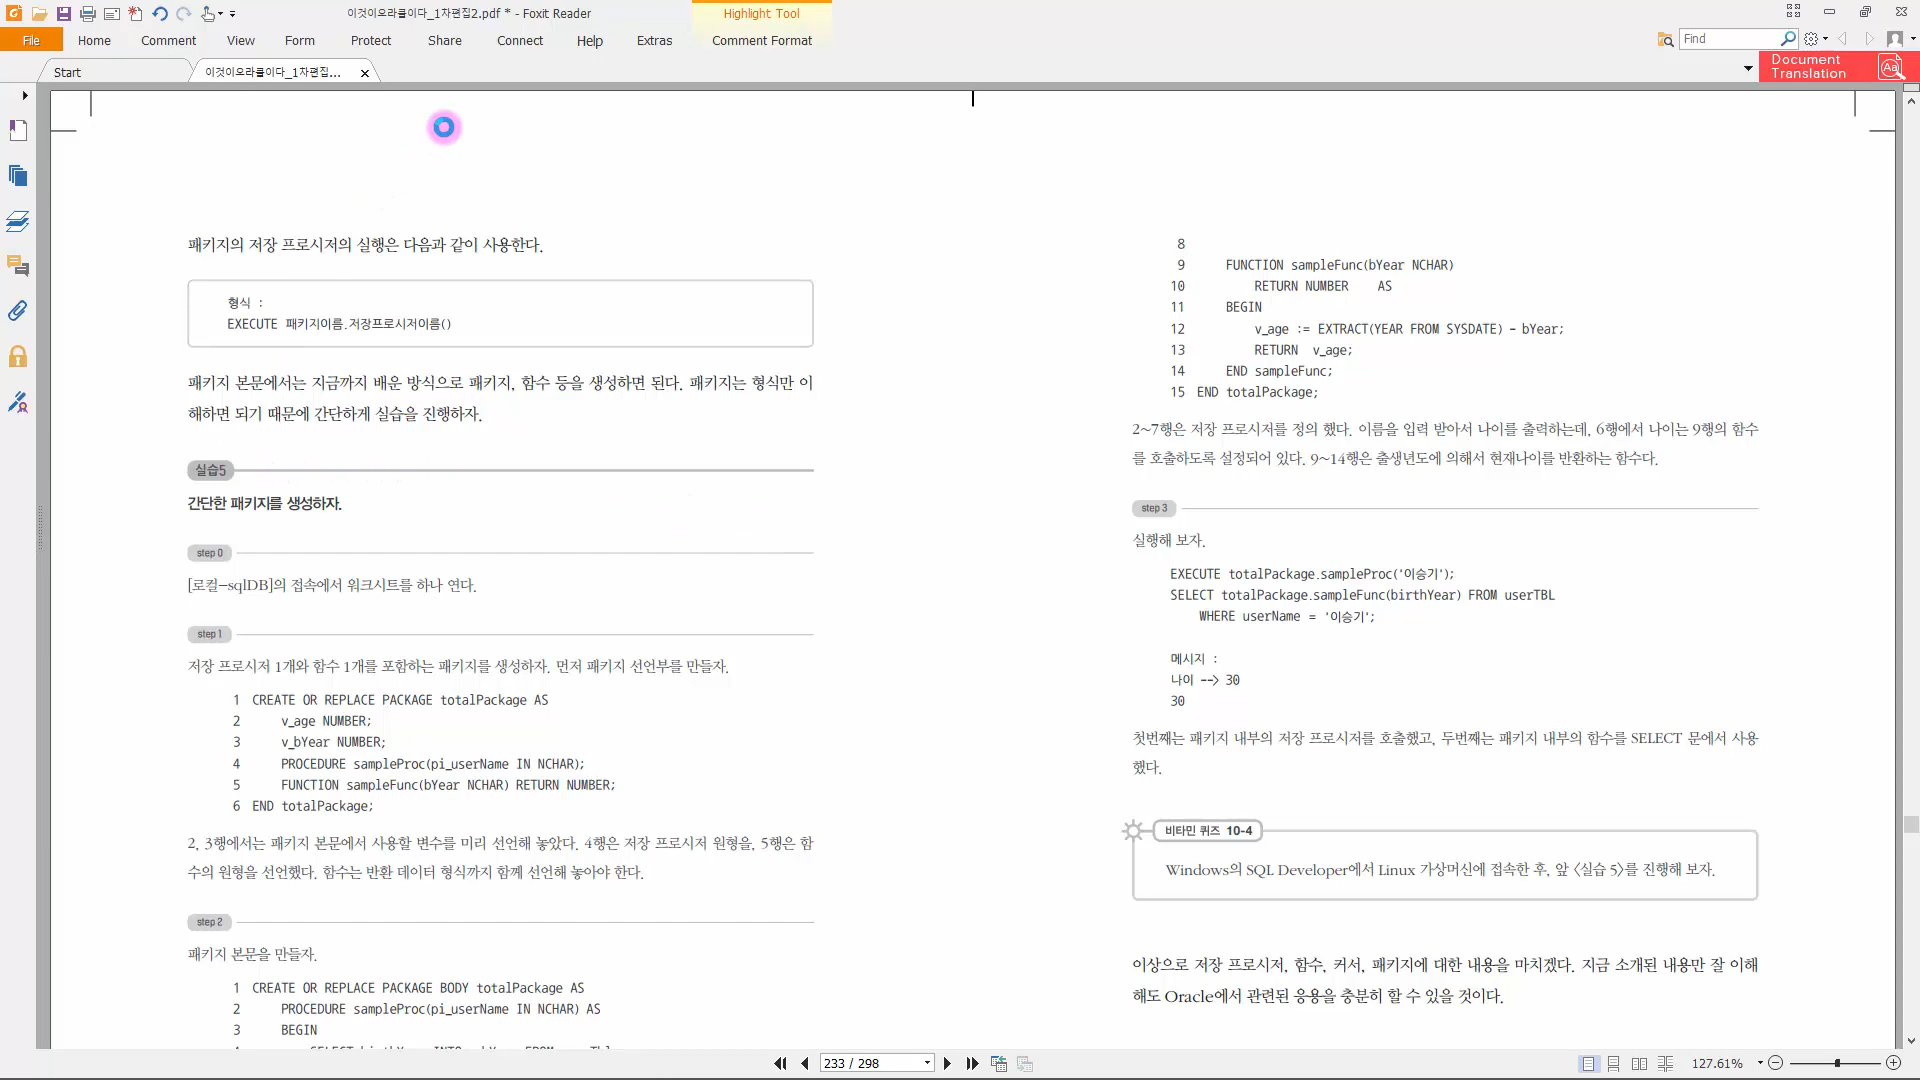 이것이오라클이다_1차편집2.pdf * - Foxit Reader
Highlight Tool
File
Home
Comment
View
Form
Protect
Share
Connect
Help
Extras
Comment Format
Find
Start
이것이오라클이다_1차편집...
Document
Translation
패키지의 저장 프로시저의 실행은 다음과 같이 사용한다.
형식 :
EXECUTE 패키지이름.저장프로시저이름()
패키지 본문에서는 지금까지 배운 방식으로 패키지, 함수 등을 생성하면 된다. 패키지는 형식만 이
해하면 되기 때문에 간단하게 실습을 진행하자.
실습5
간단한 패키지를 생성하자.
step 0
[로컬-sqlDB]의 접속에서 워크시트를 하나 연다.
step 1
저장 프로시저 1개와 함수 1개를 포함하는 패키지를 생성하자. 먼저 패키지 선언부를 만들자.
1 CREATE OR REPLACE PACKAGE totalPackage AS
2 v_age NUMBER;
3 v_bYear NUMBER;
4 PROCEDURE sampleProc(pi_userName IN NCHAR);
5 FUNCTION sampleFunc(bYear NCHAR) RETURN NUMBER;
6 END totalPackage;
2, 3행에서는 패키지 본문에서 사용할 변수를 미리 선언해 놓았다. 4행은 저장 프로시저 원형을, 5행은 함
수의 원형을 선언했다. 함수는 반환 데이터 형식까지 함께 선언해 놓아야 한다.
step 2
패키지 본문을 만들자.
1 CREATE OR REPLACE PACKAGE BODY totalPackage AS
2 PROCEDURE sampleProc(pi_userName IN NCHAR) AS
3 BEGIN
8
9 FUNCTION sampleFunc(bYear NCHAR)
10 RETURN NUMBER AS
11 BEGIN
12 v_age := EXTRACT(YEAR FROM SYSDATE) - bYear;
13 RETURN v_age;
14 END sampleFunc;
15 END totalPackage;
2~7행은 저장 프로시저를 정의 했다. 이름을 입력 받아서 나이를 출력하는데, 6행에서 나이는 9행의 함수
를 호출하도록 설정되어 있다. 9~14행은 출생년도에 의해서 현재나이를 반환하는 함수다.
step 3
실행해 보자.
EXECUTE totalPackage.sampleProc('이승기');
SELECT totalPackage.sampleFunc(birthYear) FROM userTBL
WHERE userName = '이승기';
메시지 :
나이 --> 30
30
첫번째는 패키지 내부의 저장 프로시저를 호출했고, 두번째는 패키지 내부의 함수를 SELECT 문에서 사용
했다.
비타민 퀴즈 10-4
Windows의 SQL Developer에서 Linux 가상머신에 접속한 후, 앞 〈실습 5〉를 진행해 보자.
이상으로 저장 프로시저, 함수, 커서, 패키지에 대한 내용을 마치겠다. 지금 소개된 내용만 잘 이해
해도 Oracle에서 관련된 응용을 충분히 할 수 있을 것이다.
233 / 298
127.61%